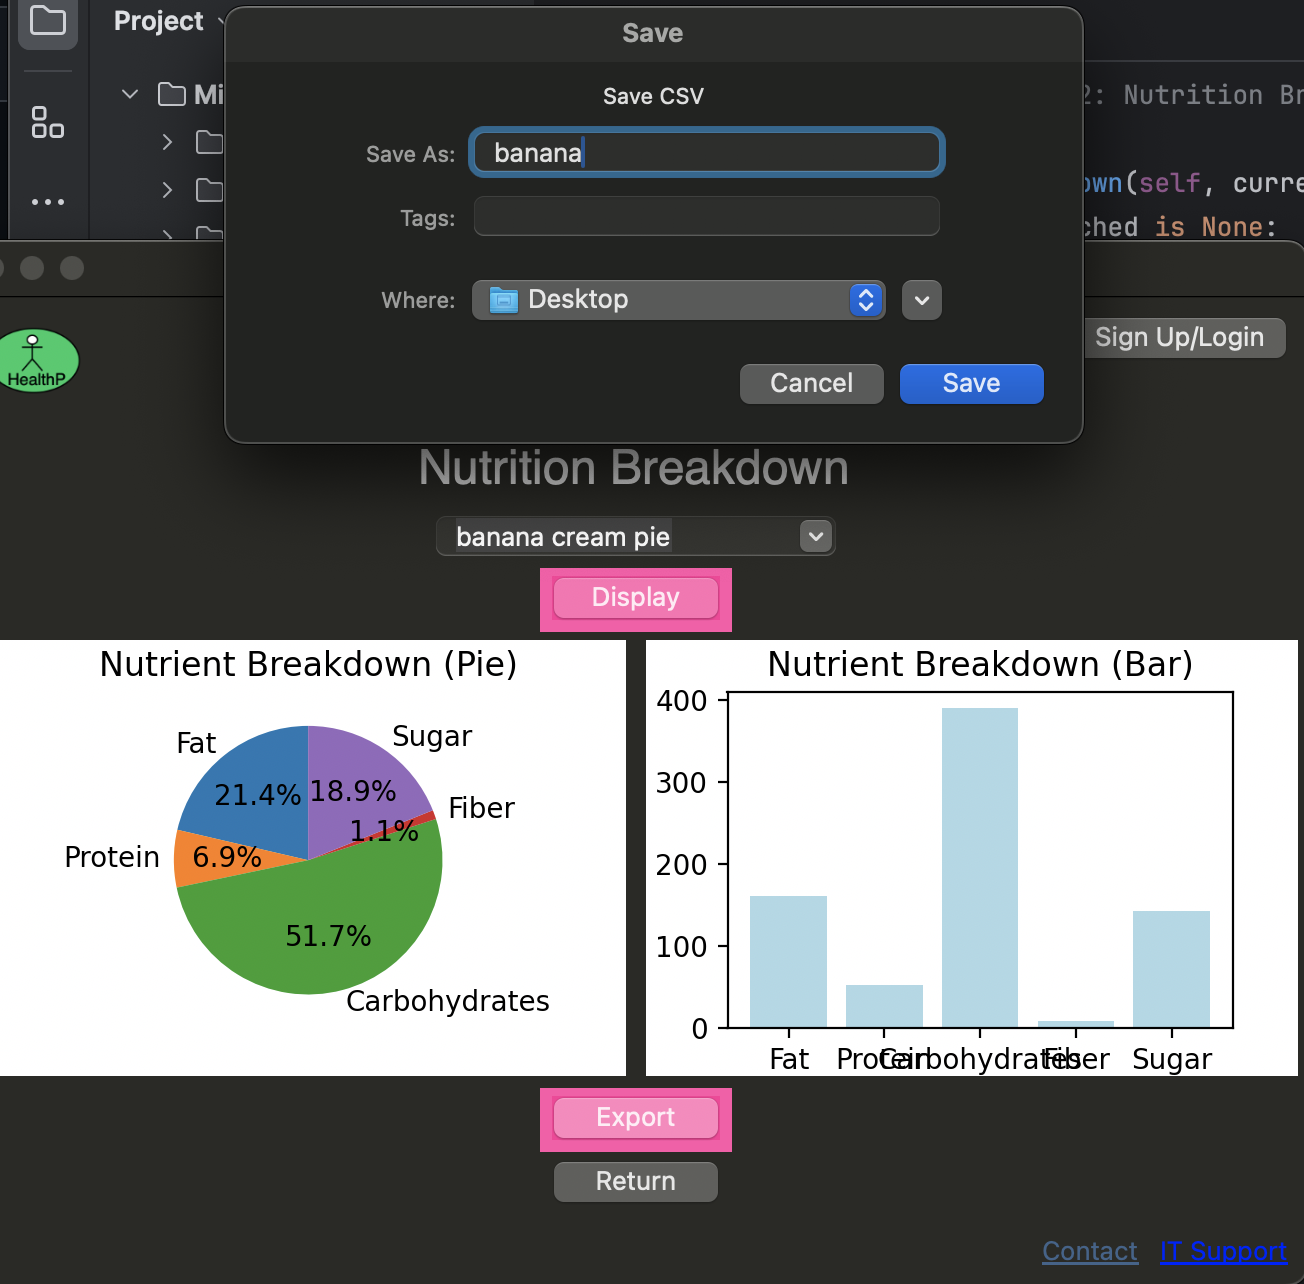 Project
Save
Mi
Save CSV
2: Nutrition Br
Save As: banana
own(self, curre
Tags:
ched is None:
Where: Desktop
Sign Up/Login
HealthP
Cancel Save
Nutrition Breakdown
banana cream pie
Display
Nutrient Breakdown (Pie)
Fat
Sugar
21.4%
18.9%
Fiber
1.1%
Protein
6.9%
51.7%
Carbohydrates
Nutrient Breakdown (Bar)
400
300
200
100
0
Fat Protein Carbohydrates Fiber Sugar
Export
Return
Contact IT Support